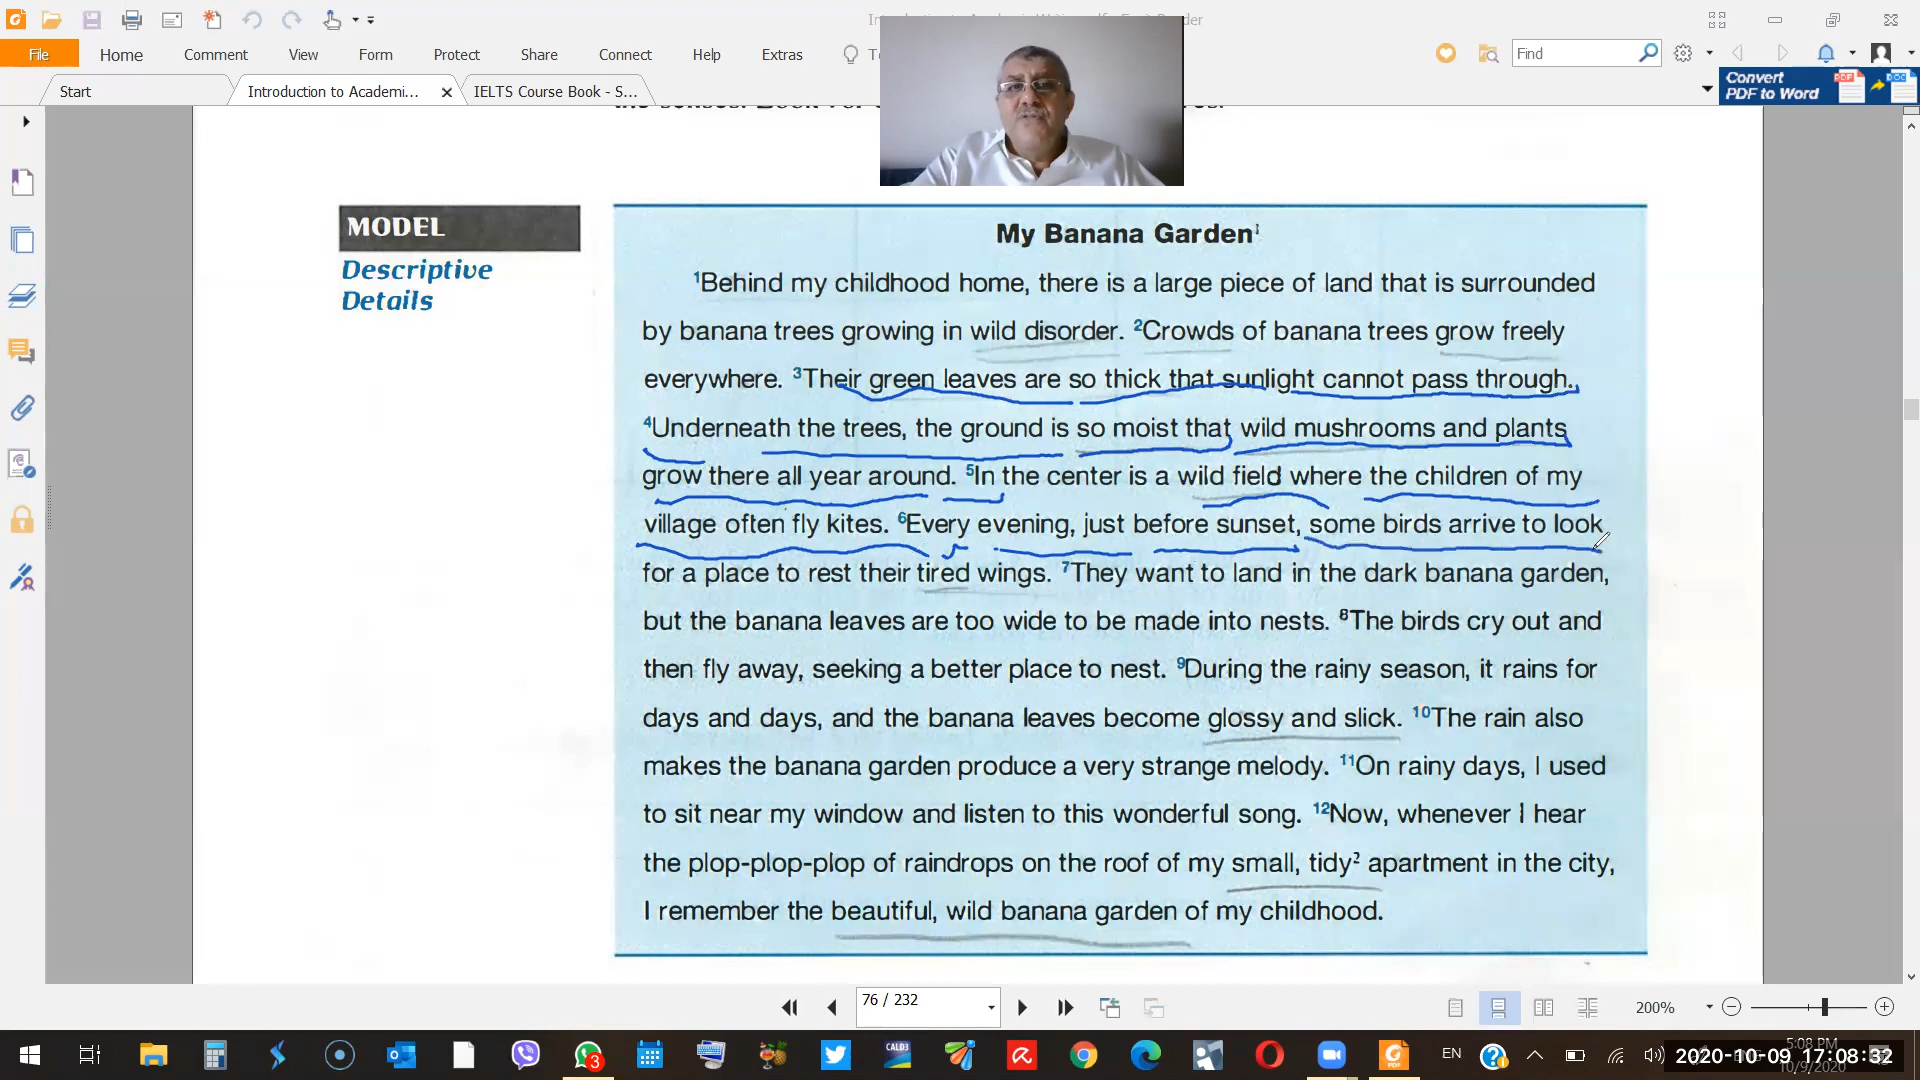 File
Home
Comment
View
Form
Protect
Share
Connect
Help
Extras
Find
Start
Introduction to Academi...
IELTS Course Book - S...
Convert
PDF to Word
MODEL
Descriptive
Details
My Banana Garden¹
¹Behind my childhood home, there is a large piece of land that is surrounded
by banana trees growing in wild disorder. ²Crowds of banana trees grow freely
everywhere. ³Their green leaves are so thick that sunlight cannot pass through.
⁴Underneath the trees, the ground is so moist that wild mushrooms and plants
grow there all year around. ⁵In the center is a wild field where the children of my
village often fly kites. ⁶Every evening, just before sunset, some birds arrive to look
for a place to rest their tired wings. ⁷They want to land in the dark banana garden,
but the banana leaves are too wide to be made into nests. ⁸The birds cry out and
then fly away, seeking a better place to nest. ⁹During the rainy season, it rains for
days and days, and the banana leaves become glossy and slick. ¹⁰The rain also
makes the banana garden produce a very strange melody. ¹¹On rainy days, I used
to sit near my window and listen to this wonderful song. ¹²Now, whenever I hear
the plop-plop-plop of raindrops on the roof of my small, tidy² apartment in the city,
I remember the beautiful, wild banana garden of my childhood.
76 / 232
200%
CALD3
3
EN
5:08 PM
2020-10-09 17:08:32
10/9/2020